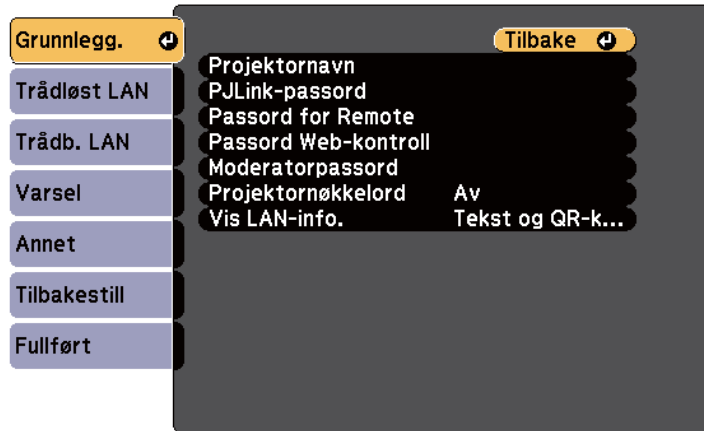 Grunnlegg.
Trådløst LAN
Trådb. LAN
Varsel
Annet
Tilbakestill
Fullført
Tilbake
Projektornavn
PJLink-passord
Passord for Remote
Passord Web-kontroll
Moderatorpassord
Projektornøkkelord Av
Vis LAN-info. Tekst og QR-k...